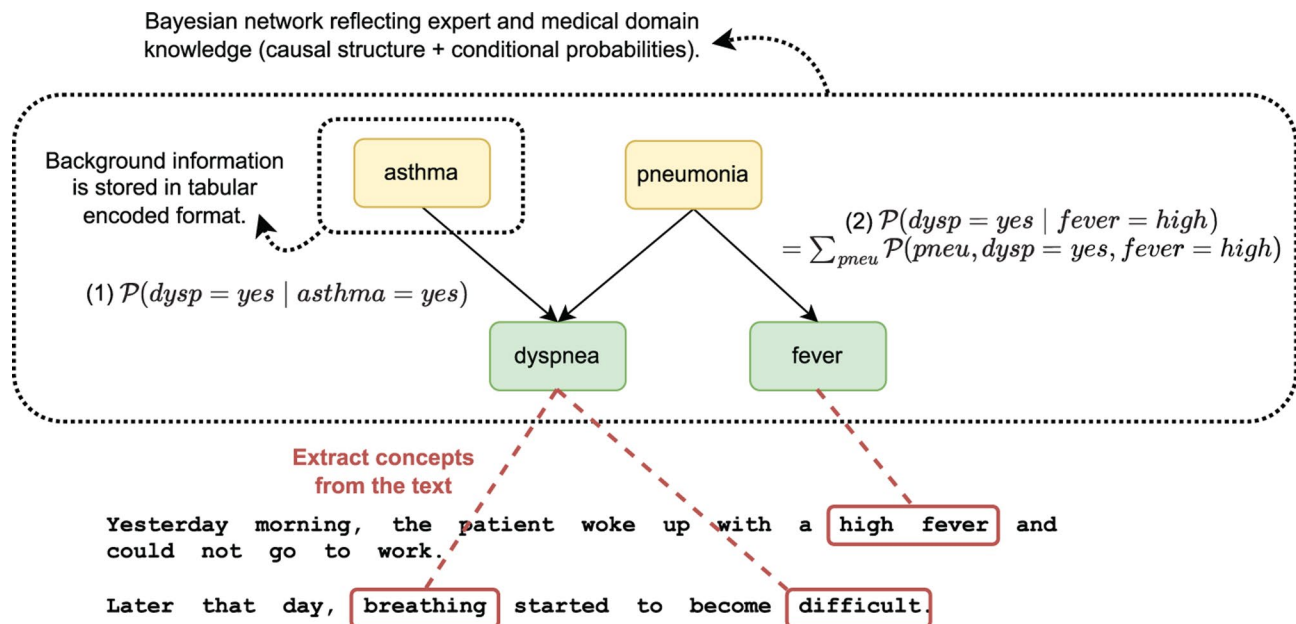 Bayesian network reflecting expert and medical domain
knowledge (causal structure + conditional probabilities).
Background information
is stored in tabular
encoded format.
asthma
pneumonia
(2) 𝒫(dysp = yes | fever = high)
= ∑pneu 𝒫(pneu, dysp = yes, fever = high)
(1) 𝒫(dysp = yes | asthma = yes)
dyspnea
fever
Extract concepts
from the text
Yesterday morning, the patient woke up with a high fever and
could not go to work.
Later that day, breathing started to become difficult.